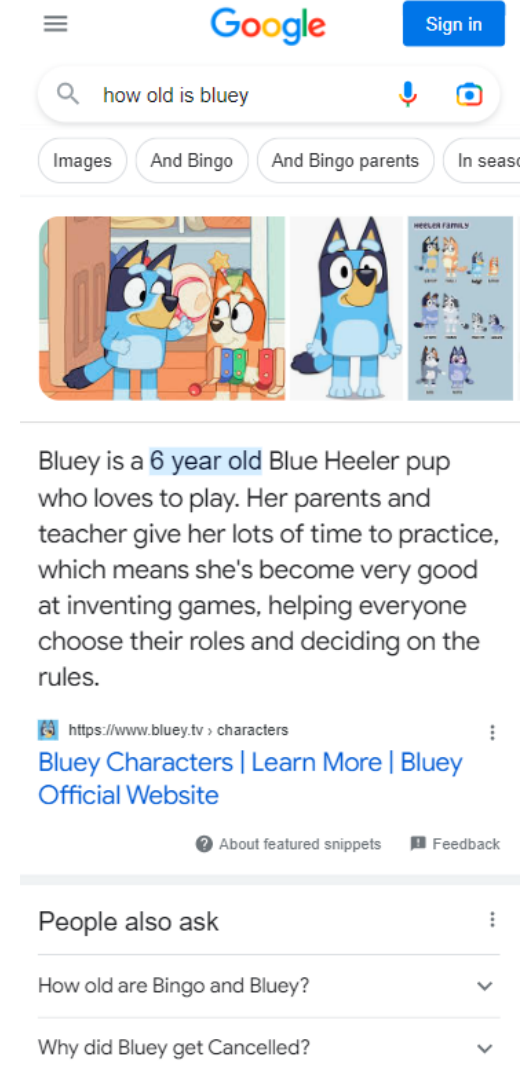 Google
Sign in
how old is bluey
Images
And Bingo
And Bingo parents
In seaso
HEELER FAMILY
Bluey is a 6 year old Blue Heeler pup
who loves to play. Her parents and
teacher give her lots of time to practice,
which means she's become very good
at inventing games, helping everyone
choose their roles and deciding on the
rules.
https://www.bluey.tv › characters
Bluey Characters | Learn More | Bluey
Official Website
About featured snippets
Feedback
People also ask
How old are Bingo and Bluey?
Why did Bluey get Cancelled?